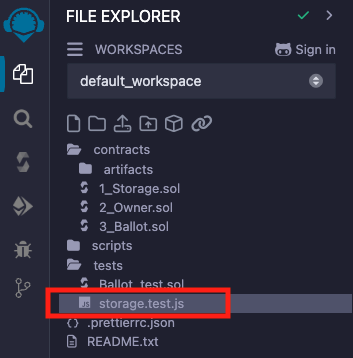 FILE EXPLORER
WORKSPACES Sign in
default_workspace
contracts
artifacts
1_Storage.sol
2_Owner.sol
3_Ballot.sol
scripts
tests
Ballot_test.sol
JS storage.test.js
{} .prettierrc.json
README.txt